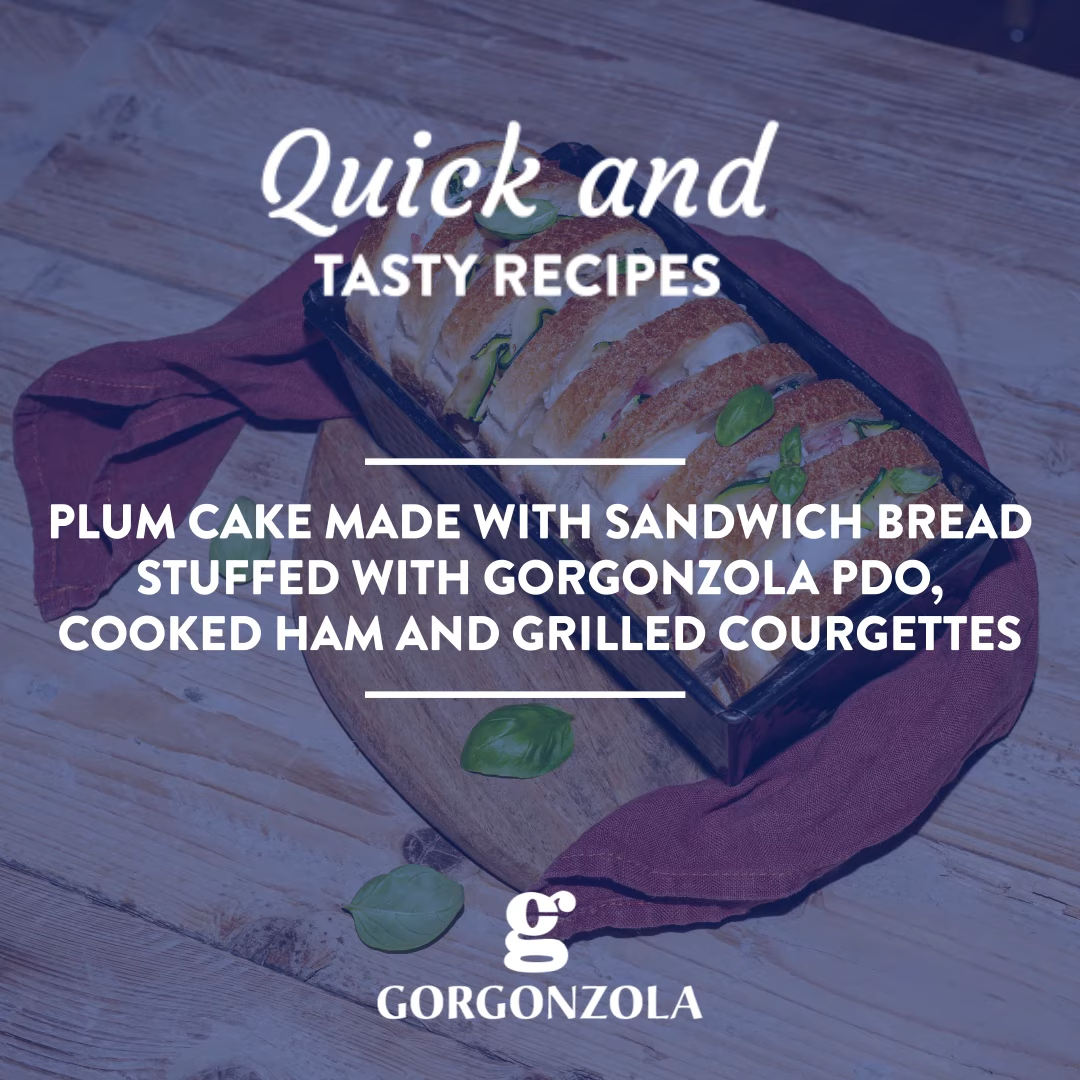 Quick and
TASTY RECIPES
PLUM CAKE MADE WITH SANDWICH BREAD
STUFFED WITH GORGONZOLA PDO,
COOKED HAM AND GRILLED COURGETTES
g
GORGONZOLA